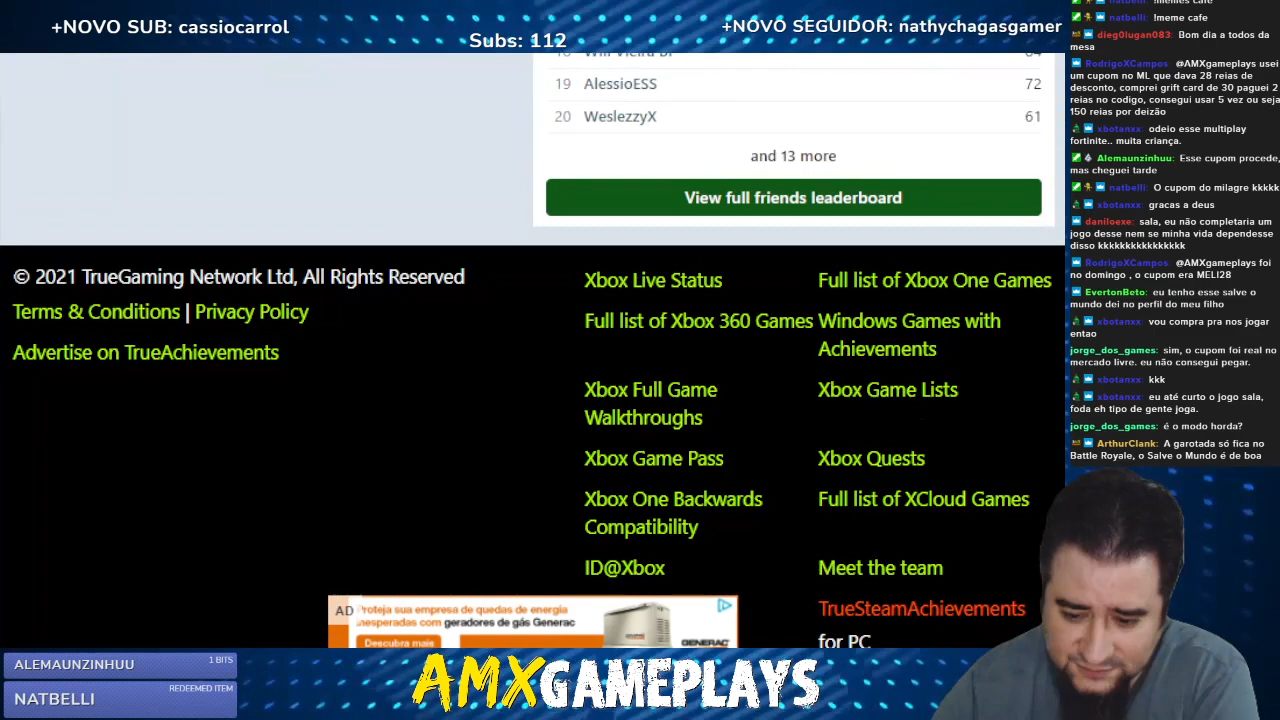 +NOVO SUB: cassiocarrol
Subs: 112
+NOVO SEGUIDOR: nathychagasgamer
19 AlessioESS 72
20 WeslezzyX 61
and 13 more
View full friends leaderboard
© 2021 TrueGaming Network Ltd, All Rights Reserved
Terms & Conditions | Privacy Policy
Advertise on TrueAchievements
Xbox Live Status
Full list of Xbox One Games
Full list of Xbox 360 Games
Windows Games with
Achievements
Xbox Full Game
Walkthroughs
Xbox Game Lists
Xbox Game Pass
Xbox Quests
Xbox One Backwards
Compatibility
Full list of XCloud Games
ID@Xbox
Meet the team
TrueSteamAchievements
for PC
AD
Proteja sua empresa de quedas de energia
inesperadas com geradores de gás Generac
Descubra mais
GENERAC
ALEMAUNZINHUU 1 BITS
NATBELLI REDEEMED ITEM
AMXGAMEPLAYS
natbelli: !meme cafe
dieg0lugan083: Bom dia a todos da
mesa
RodrigoXCampos: @AMXgameplays usei
um cupom no ML que dava 28 reias de
desconto, comprei grift card de 30 paguei 2
reias no codigo, consegui usar 5 vez ou seja
150 reias por deizão
xbotanxx: odeio esse multiplay
fortinite.. muita criança.
Alemaunzinhuu: Esse cupom procede,
mas cheguei tarde
natbelli: O cupom do milagre kkkkk
xbotanxx: gracas a deus
daniloexe: sala, eu não completaria um
jogo desse nem se minha vida dependesse
disso kkkkkkkkkkkkkkkk
RodrigoXCampos: @AMXgameplays foi
no domingo , o cupom era MELI28
EvertonBeto: eu tenho esse salve o
mundo dei no perfil do meu filho
xbotanxx: vou compra pra nos jogar
entao
jorge_dos_games: sim, o cupom foi real no
mercado livre. eu não consegui pegar.
xbotanxx: kkk
xbotanxx: eu até curto o jogo sala,
foda eh tipo de gente joga.
jorge_dos_games: é o modo horda?
ArthurClank: A garotada só fica no
Battle Royale, o Salve o Mundo é de boa